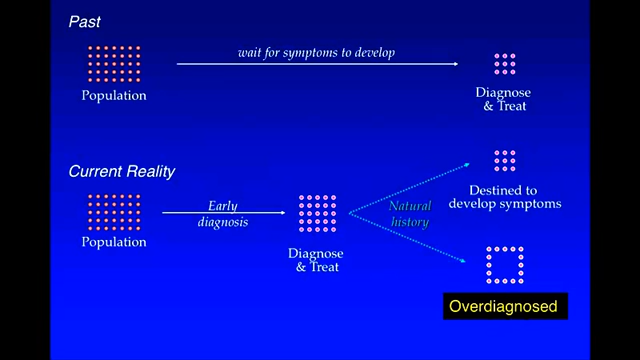 Past
wait for symptoms to develop
Population
Diagnose
& Treat
Current Reality
Early
diagnosis
Population
Diagnose
& Treat
Natural
history
Destined to
develop symptoms
Overdiagnosed